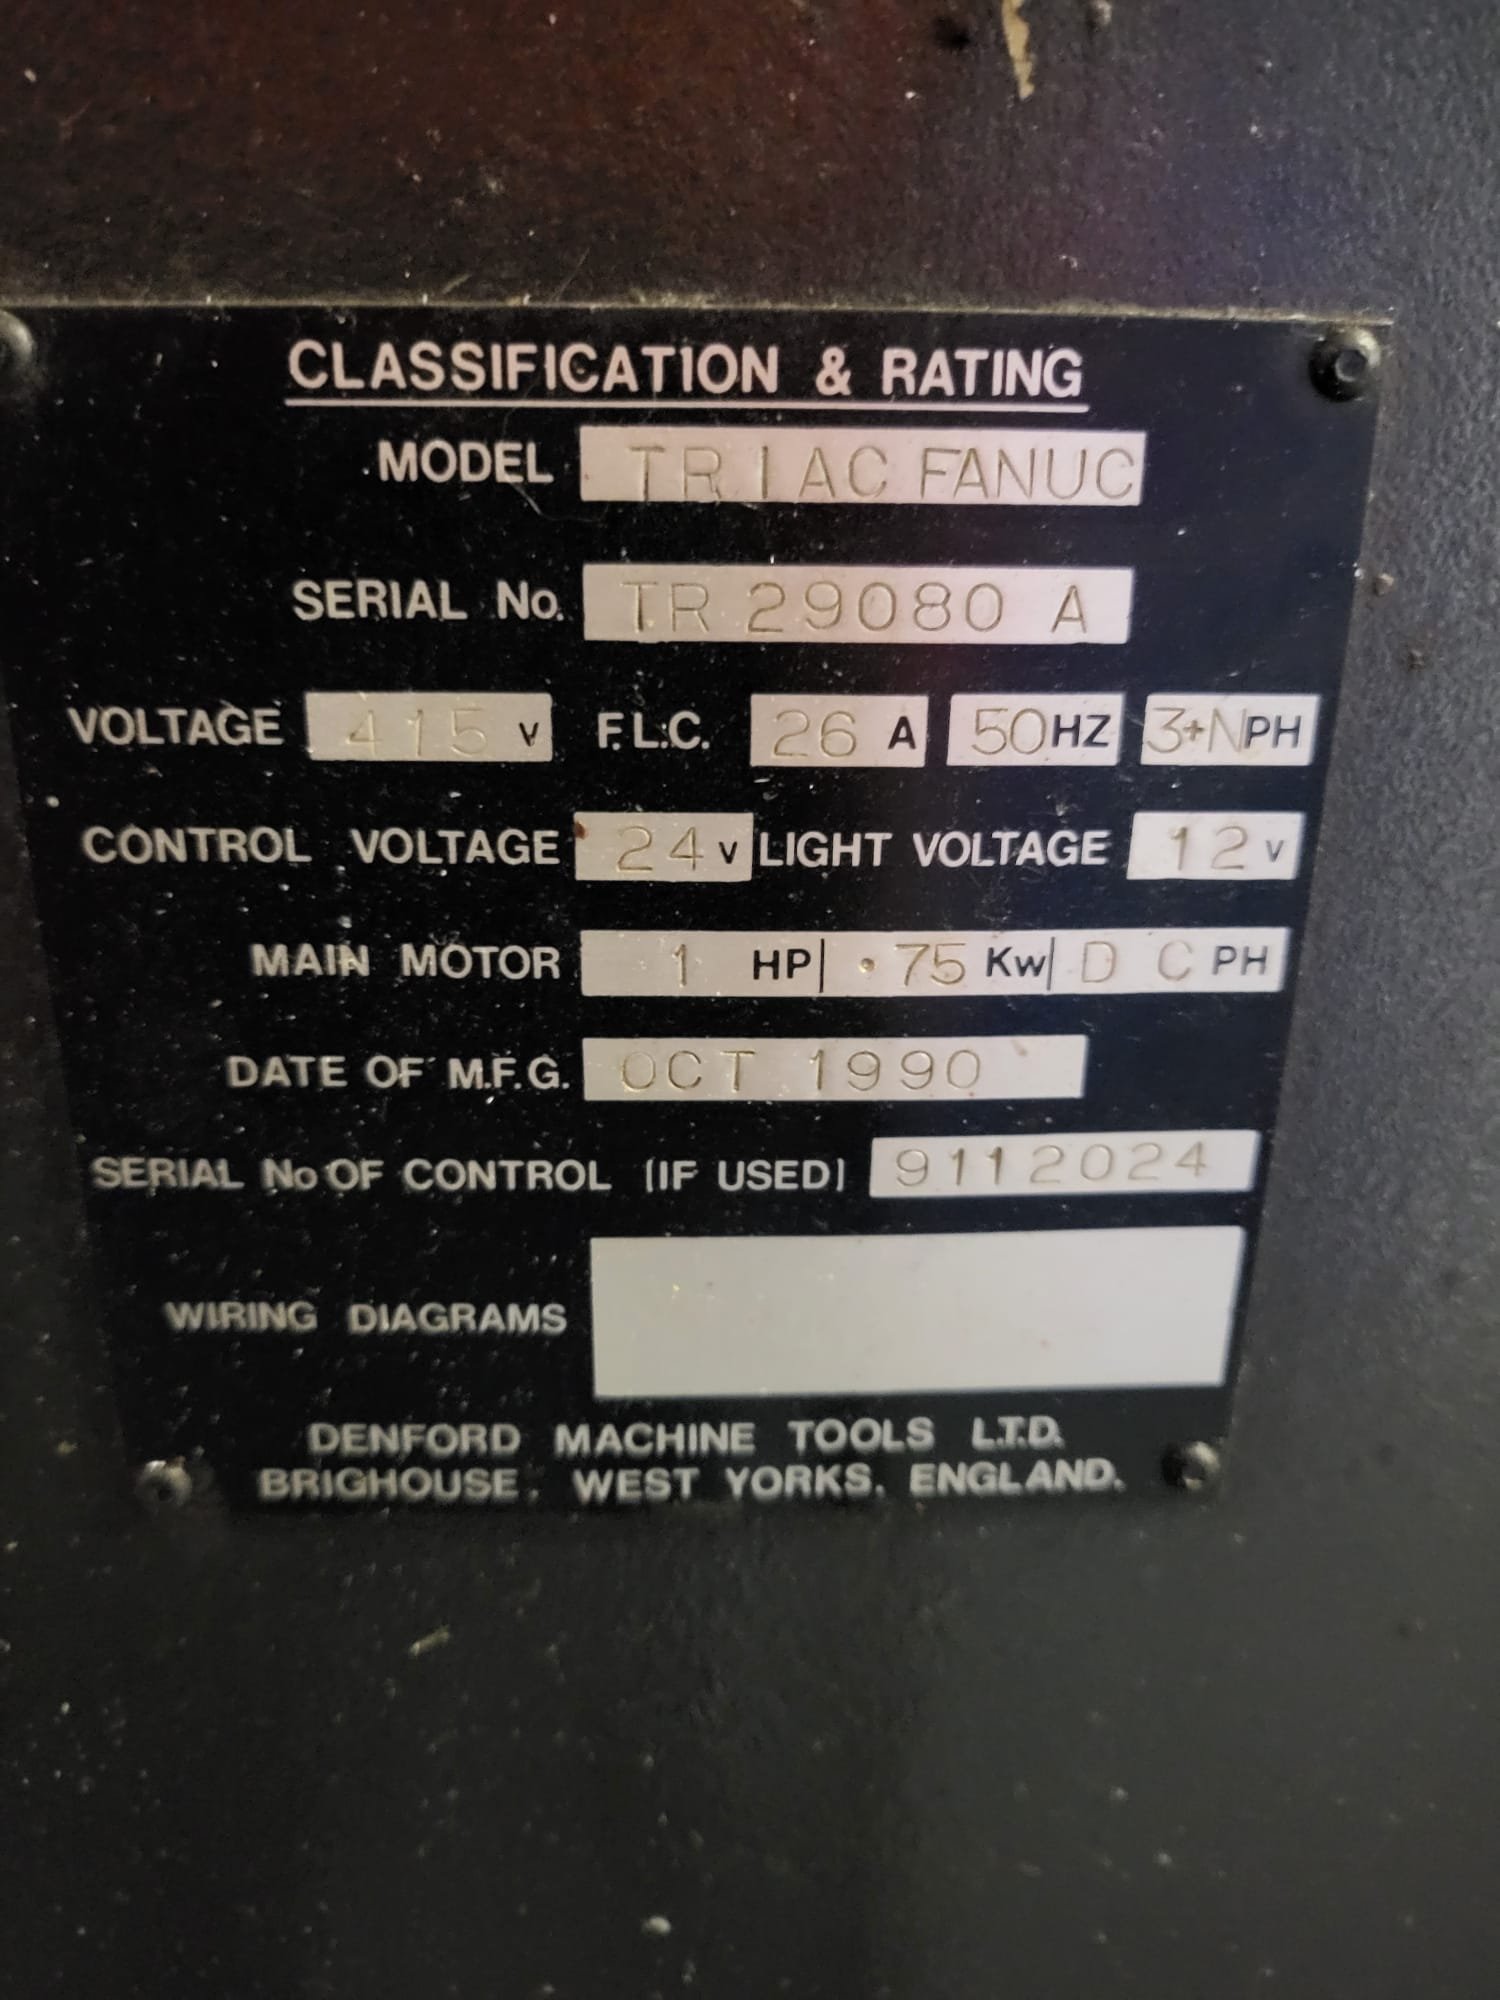 CLASSIFICATION & RATING
MODEL TRIAC FANUC
SERIAL No. TR 29080 A
VOLTAGE 415 V F.L.C. 26 A 50HZ 3+NPH
CONTROL VOLTAGE 24 V LIGHT VOLTAGE 12 V
MAIN MOTOR 1 HP| .75 Kw| D C PH
DATE OF M.F.G. OCT 1990
SERIAL No OF CONTROL (IF USED) 9112024
WIRING DIAGRAMS
DENFORD MACHINE TOOLS L.T.D.
BRIGHOUSE, WEST YORKS. ENGLAND.